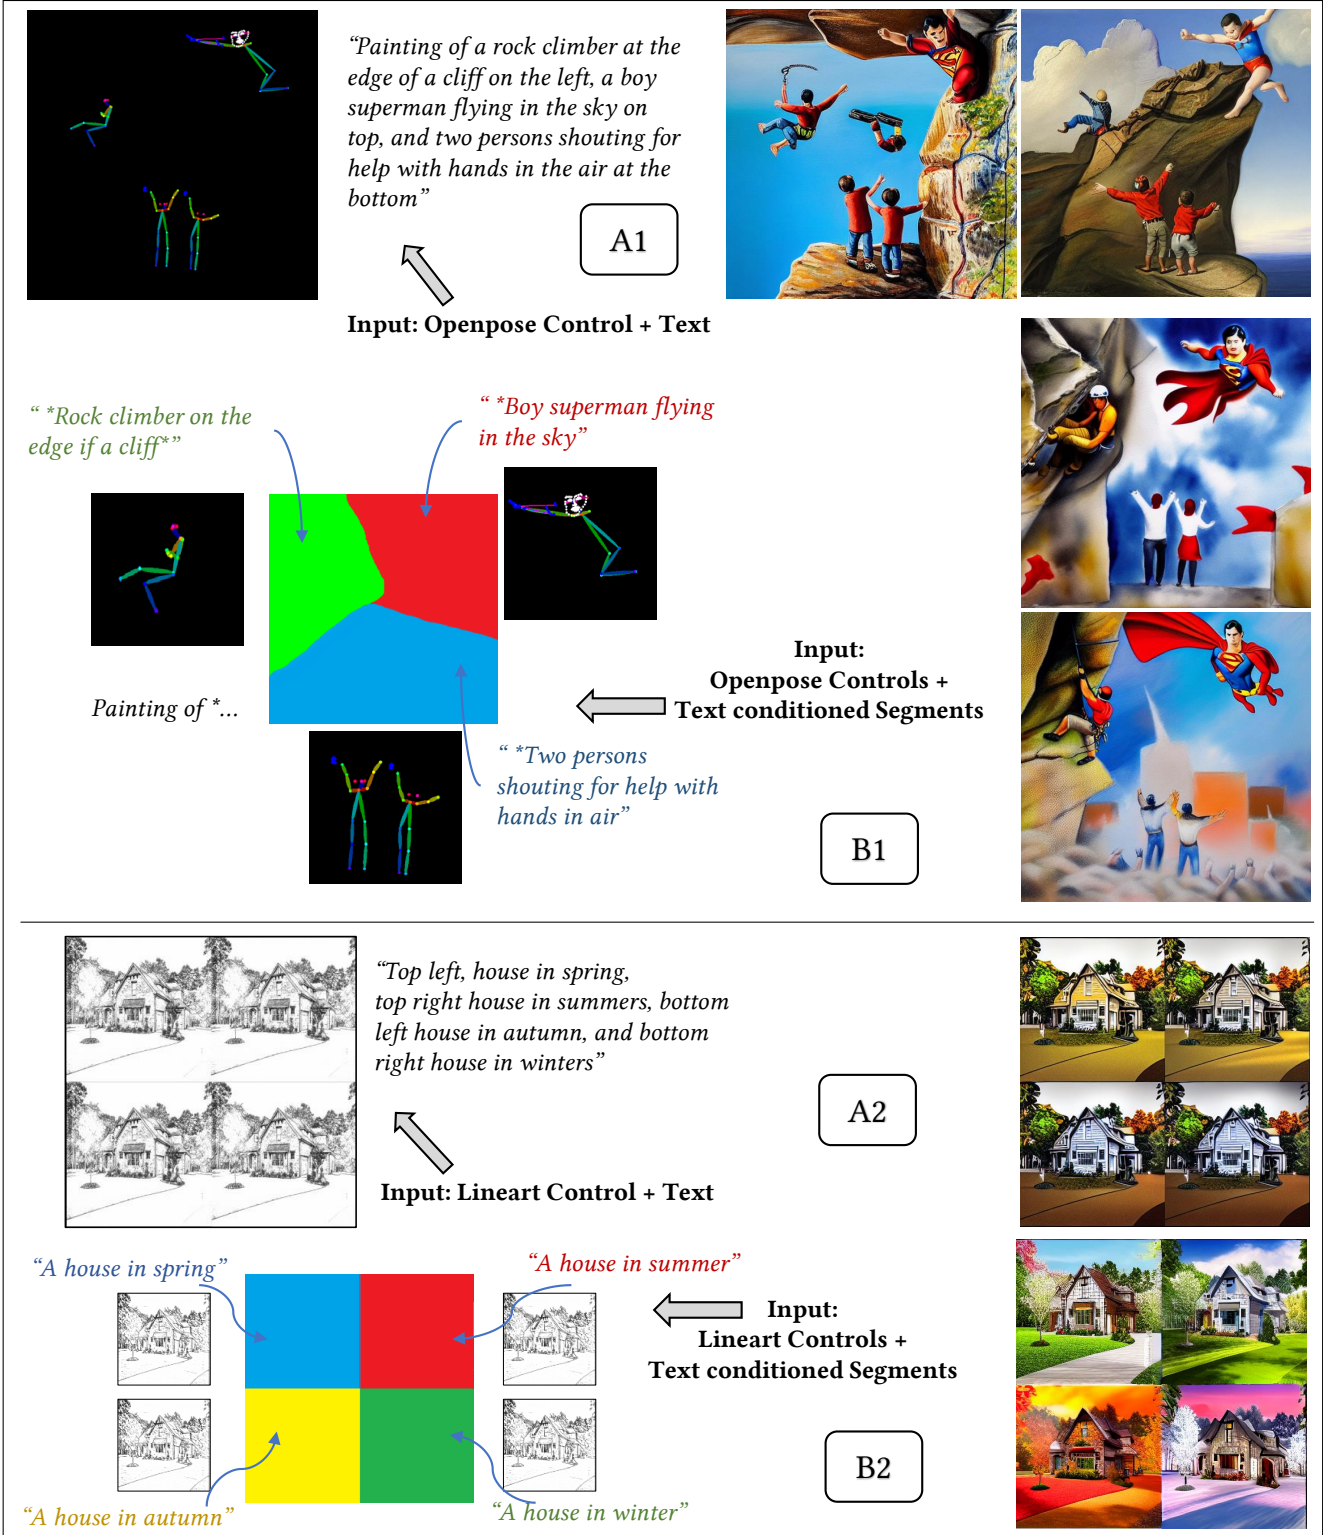 “Painting of a rock climber at the
edge of a cliff on the left, a boy
superman flying in the sky on
top, and two persons shouting for
help with hands in the air at the
bottom”
A1
Input: Openpose Control + Text
“ *Rock climber on the
edge if a cliff*”
“ *Boy superman flying
in the sky”
Painting of *...
Input:
Openpose Controls +
Text conditioned Segments
“ *Two persons
shouting for help with
hands in air”
B1
“Top left, house in spring,
top right house in summers, bottom
left house in autumn, and bottom
right house in winters”
A2
Input: Lineart Control + Text
“A house in spring”
“A house in summer”
Input:
Lineart Controls +
Text conditioned Segments
B2
“A house in autumn”
“A house in winter”